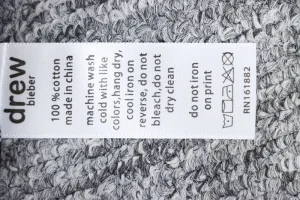 drew
bieber
100 %cotton
made in china
machine wash
cold with like
colors,hang dry,
cool iron on
reverse, do not
bleach,do not
dry clean
do not iron
on print
RN161882